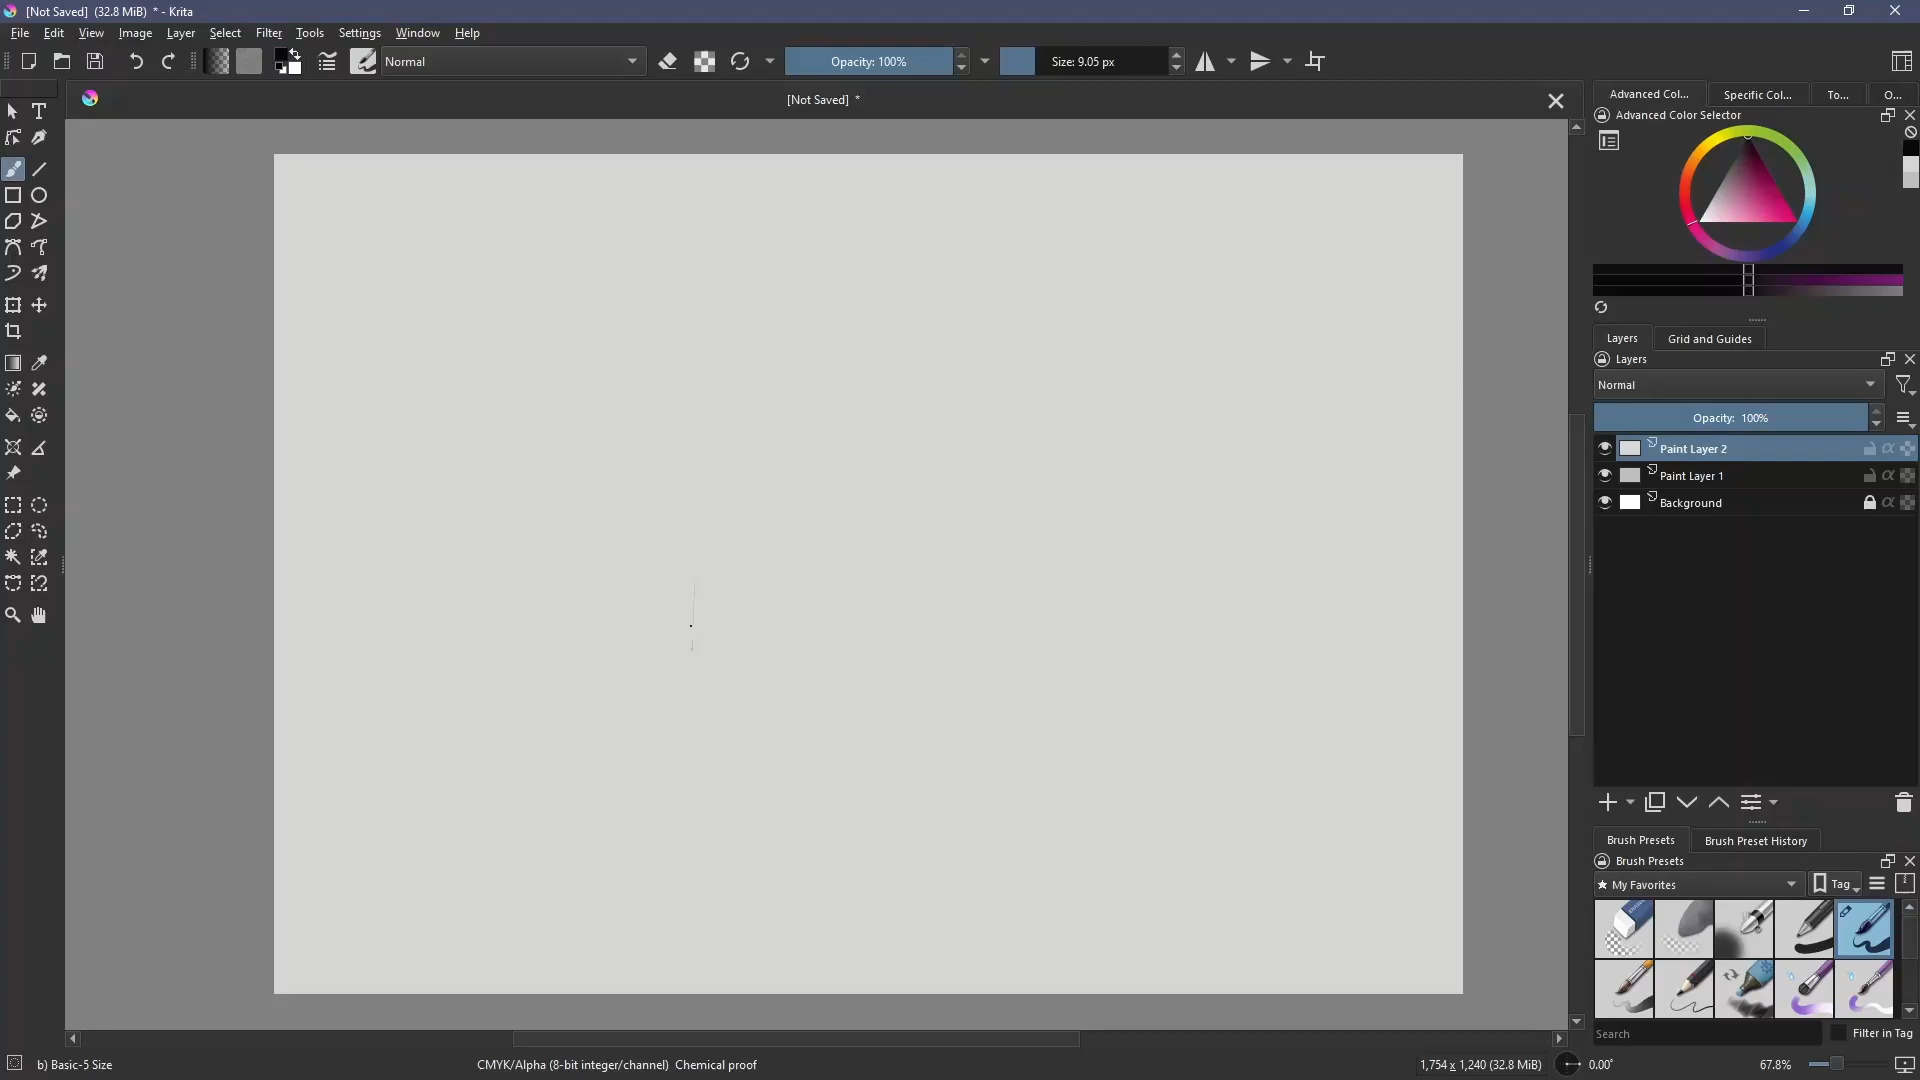 [Not Saved] (32.8 MiB) * - Krita
File Edit View Image Layer Select Filter Tools Settings Window Help
Normal Opacity: 100% Size: 9.05 px
[Not Saved] *
Advanced Col... Specific Col... To... O...
Advanced Color Selector
Layers Grid and Guides
Layers
Normal
Opacity: 100%
Paint Layer 2
Paint Layer 1
Background
Brush Presets Brush Preset History
Brush Presets
My Favorites Tag
Search Filter in Tag
b) Basic-5 Size CMYK/Alpha (8-bit integer/channel) Chemical proof 1,754 x 1,240 (32.8 MiB) 0.00° 67.8%